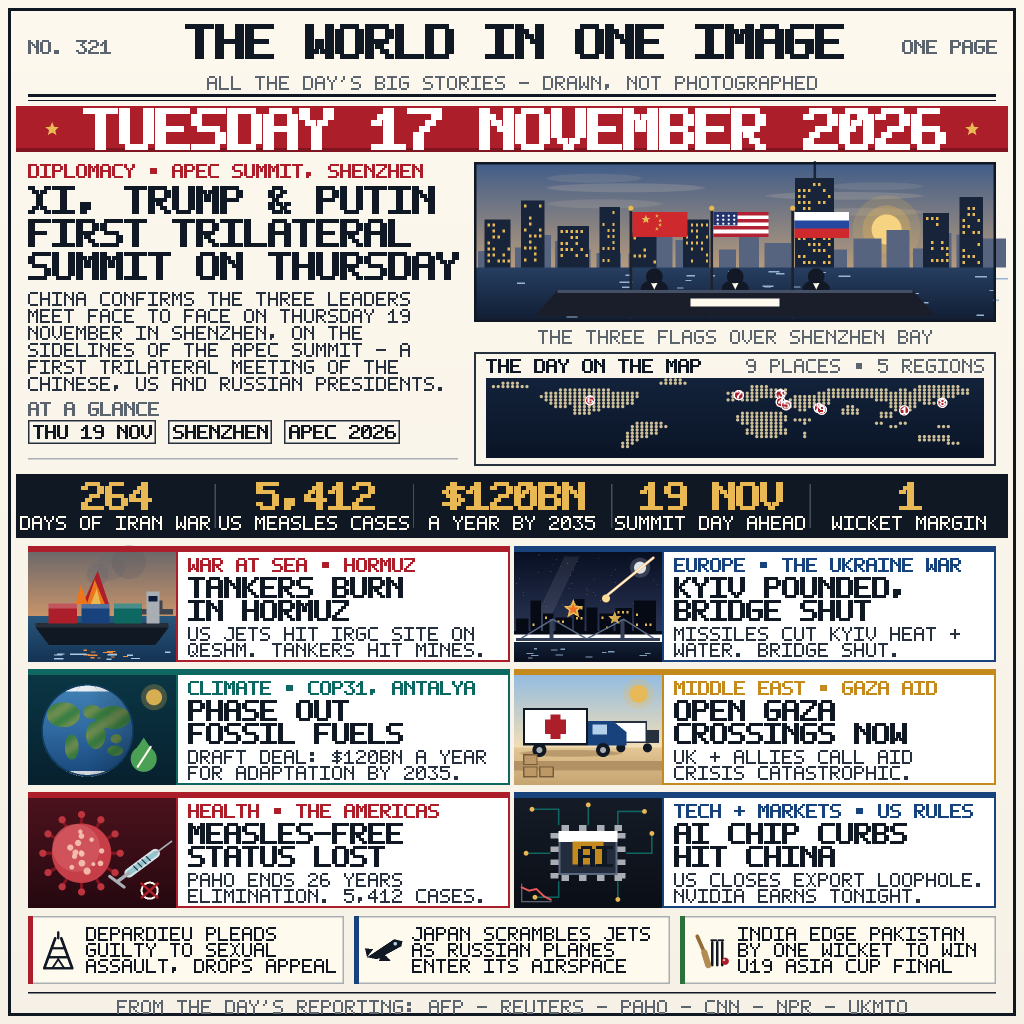 NO. 321
THE WORLD IN ONE IMAGE
ONE PAGE
ALL THE DAY'S BIG STORIES — DRAWN, NOT PHOTOGRAPHED
TUESDAY 17 NOVEMBER 2026
DIPLOMACY ▪ APEC SUMMIT, SHENZHEN
XI, TRUMP & PUTIN
FIRST TRILATERAL
SUMMIT ON THURSDAY
CHINA CONFIRMS THE THREE LEADERS
MEET FACE TO FACE ON THURSDAY 19
NOVEMBER IN SHENZHEN, ON THE
SIDELINES OF THE APEC SUMMIT — A
FIRST TRILATERAL MEETING OF THE
CHINESE, US AND RUSSIAN PRESIDENTS.
AT A GLANCE
THU 19 NOV
SHENZHEN
APEC 2026
THE THREE FLAGS OVER SHENZHEN BAY
THE DAY ON THE MAP
9 PLACES ▪ 5 REGIONS
264
DAYS OF IRAN WAR
5,412
US MEASLES CASES
$120BN
A YEAR BY 2035
19 NOV
SUMMIT DAY AHEAD
1
WICKET MARGIN
WAR AT SEA ▪ HORMUZ
TANKERS BURN
IN HORMUZ
US JETS HIT IRGC SITE ON
QESHM. TANKERS HIT MINES.
EUROPE ▪ THE UKRAINE WAR
KYIV POUNDED,
BRIDGE SHUT
MISSILES CUT KYIV HEAT +
WATER. BRIDGE SHUT.
CLIMATE ▪ COP31, ANTALYA
PHASE OUT
FOSSIL FUELS
DRAFT DEAL: $120BN A YEAR
FOR ADAPTATION BY 2035.
MIDDLE EAST ▪ GAZA AID
OPEN GAZA
CROSSINGS NOW
UK + ALLIES CALL AID
CRISIS CATASTROPHIC.
HEALTH ▪ THE AMERICAS
MEASLES—FREE
STATUS LOST
PAHO ENDS 26 YEARS
ELIMINATION. 5,412 CASES.
AI
TECH + MARKETS ▪ US RULES
AI CHIP CURBS
HIT CHINA
US CLOSES EXPORT LOOPHOLE.
NVIDIA EARNS TONIGHT.
DEPARDIEU PLEADS
GUILTY TO SEXUAL
ASSAULT, DROPS APPEAL
JAPAN SCRAMBLES JETS
AS RUSSIAN PLANES
ENTER ITS AIRSPACE
INDIA EDGE PAKISTAN
BY ONE WICKET TO WIN
U19 ASIA CUP FINAL
FROM THE DAY'S REPORTING: AFP — REUTERS — PAHO — CNN — NPR — UKMTO